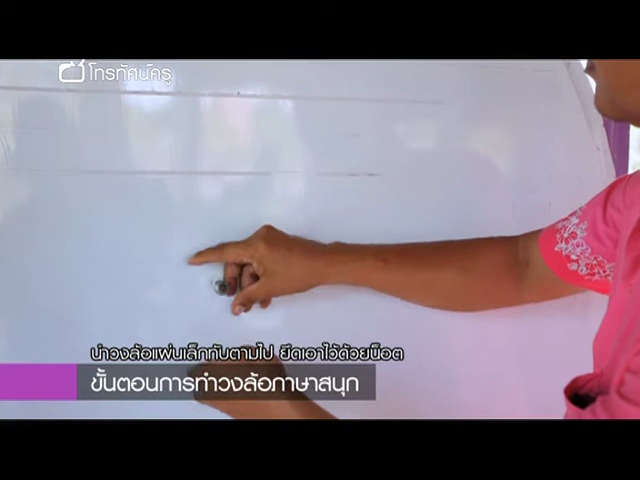 โทรทัศน์ครู
นำวงล้อแผ่นเล็กทับตามไป ยึดเอาไว้ด้วยน็อต
ขั้นตอนการทำวงล้อภาษาสนุก